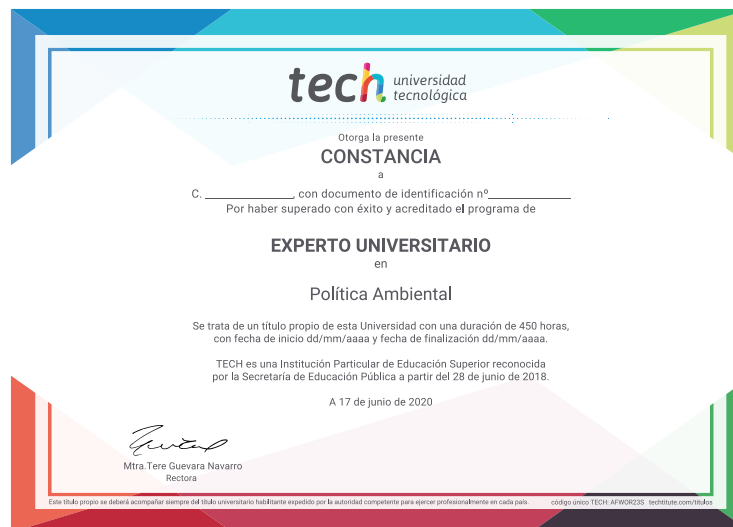 tech universidad
tecnológica
Otorga la presente
CONSTANCIA
a
C. ______________, con documento de identificación nº______________
Por haber superado con éxito y acreditado el programa de
EXPERTO UNIVERSITARIO
en
Política Ambiental
Se trata de un título propio de esta Universidad con una duración de 450 horas,
con fecha de inicio dd/mm/aaaa y fecha de finalización dd/mm/aaaa.
TECH es una Institución Particular de Educación Superior reconocida
por la Secretaría de Educación Pública a partir del 28 de junio de 2018.
A 17 de junio de 2020
Mtra.Tere Guevara Navarro
Rectora
Este título propio se deberá acompañar siempre del título universitario habilitante expedido por la autoridad competente para ejercer profesionalmente en cada país. código único TECH: AFWOR23S techtitute.com/titulos